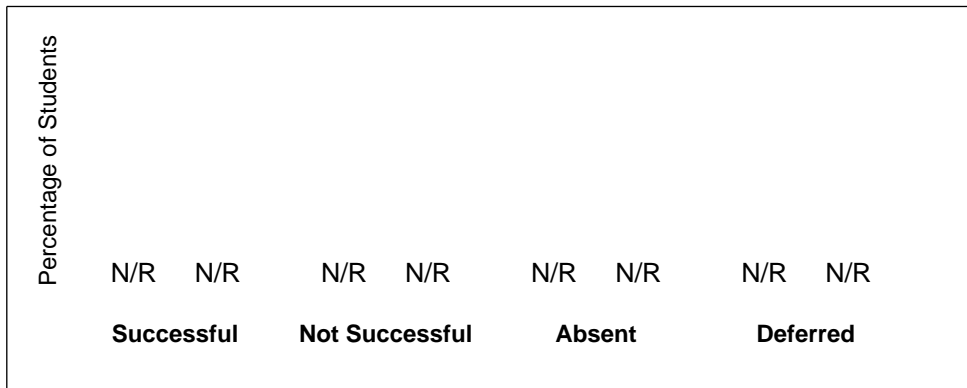 Percentage of Students
N/R N/R N/R N/R N/R N/R N/R N/R
Successful Not Successful Absent Deferred